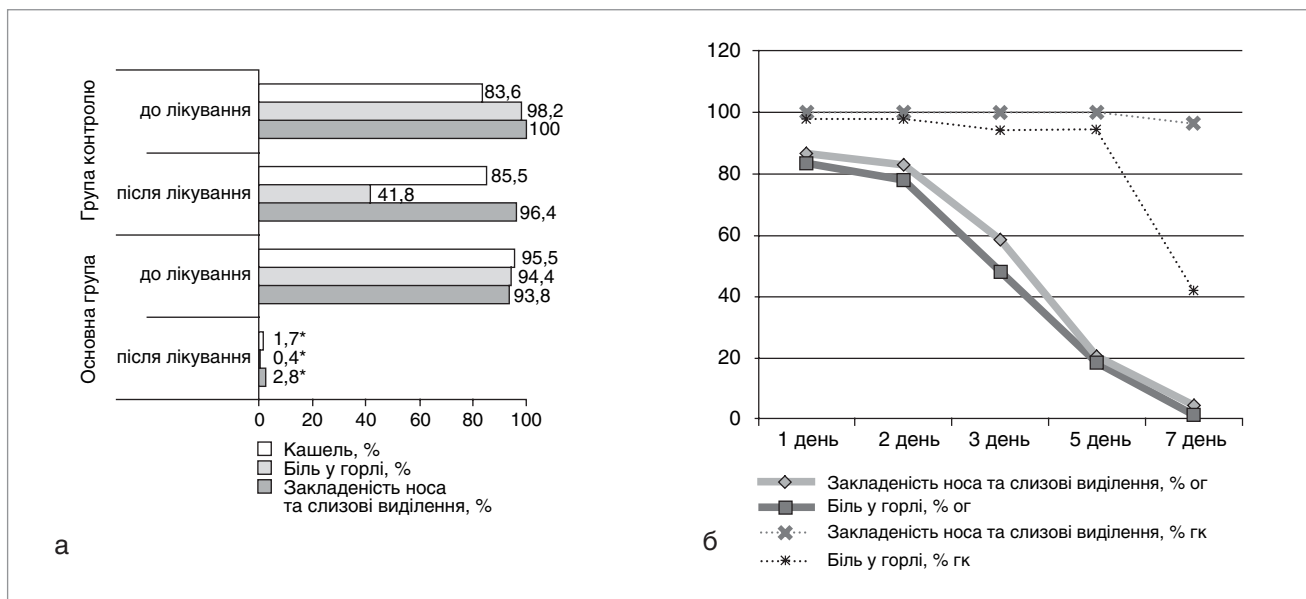 Група контролю
до лікування
83,6
98,2
100
після лікування
85,5
41,8
96,4
Основна група
до лікування
95,5
94,4
93,8
після лікування
1,7*
0,4*
2,8*
0 20 40 60 80 100
Кашель, %
Біль у горлі, %
Закладеність носа
та слизові виділення, %
а
120
100
80
60
40
20
0
1 день 2 день 3 день 5 день 7 день
Закладеність носа та слизові виділення, % ог
Біль у горлі, % ог
Закладеність носа та слизові виділення, % гк
Біль у горлі, % гк
б